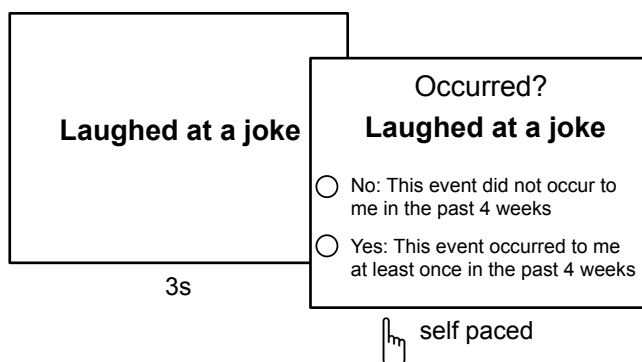 Laughed at a joke
3s
Occurred?
Laughed at a joke
No: This event did not occur to
me in the past 4 weeks
Yes: This event occurred to me
at least once in the past 4 weeks
self paced